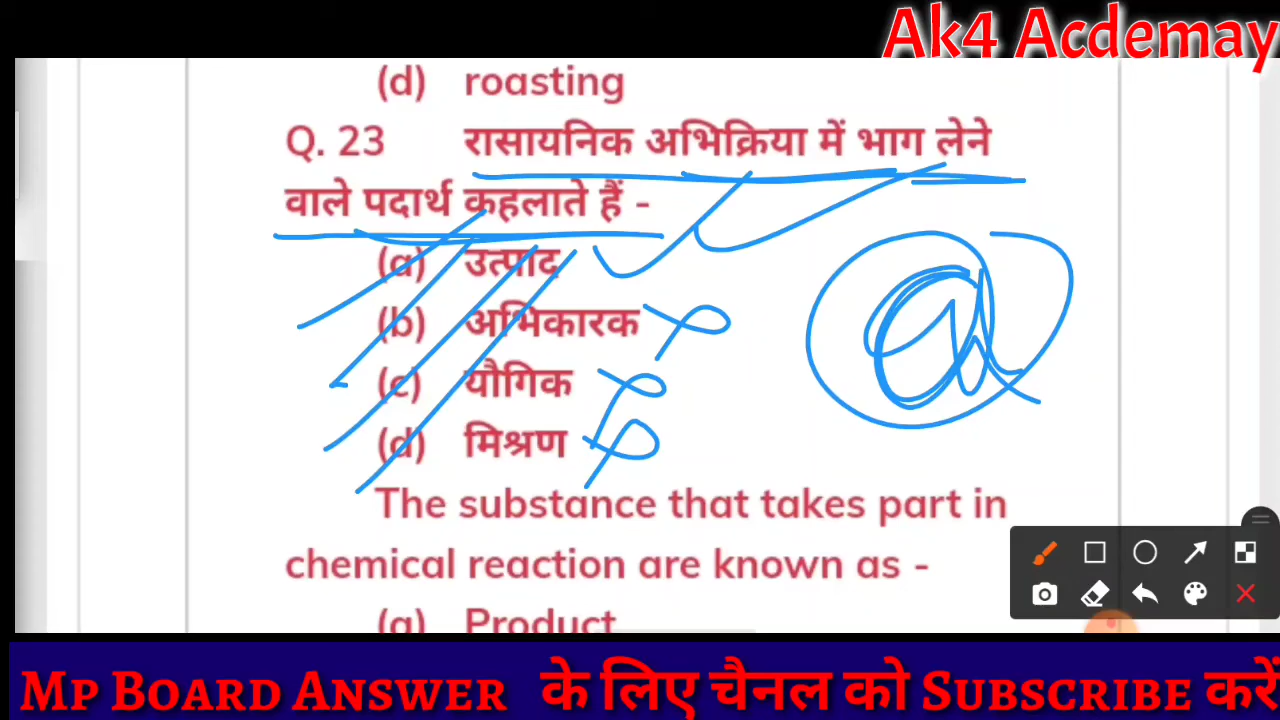 Ak4 Acdemay
(d) roasting
Q. 23 रासायनिक अभिक्रिया में भाग लेने
वाले पदार्थ कहलाते हैं -
(a) उत्पाद
(b) अभिकारक
(c) यौगिक
(d) मिश्रण
a
The substance that takes part in
chemical reaction are known as -
(a) Product
Mp Board Answer के लिए चैनल को Subscribe करें